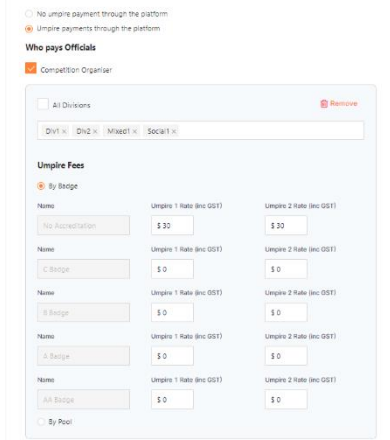 No umpire payment through the platform
Umpire payments through the platform
Who pays Officials
Competition Organiser
All Divisions Remove
Div1 × Div2 × Mixed1 × Social1 ×
Umpire Fees
By Badge
Name Umpire 1 Rate (inc GST) Umpire 2 Rate (inc GST)
No Accreditation $ 30 $ 30
Name Umpire 1 Rate (inc GST) Umpire 2 Rate (inc GST)
C Badge $ 0 $ 0
Name Umpire 1 Rate (inc GST) Umpire 2 Rate (inc GST)
B Badge $ 0 $ 0
Name Umpire 1 Rate (inc GST) Umpire 2 Rate (inc GST)
A Badge $ 0 $ 0
Name Umpire 1 Rate (inc GST) Umpire 2 Rate (inc GST)
AA Badge $ 0 $ 0
By Pool